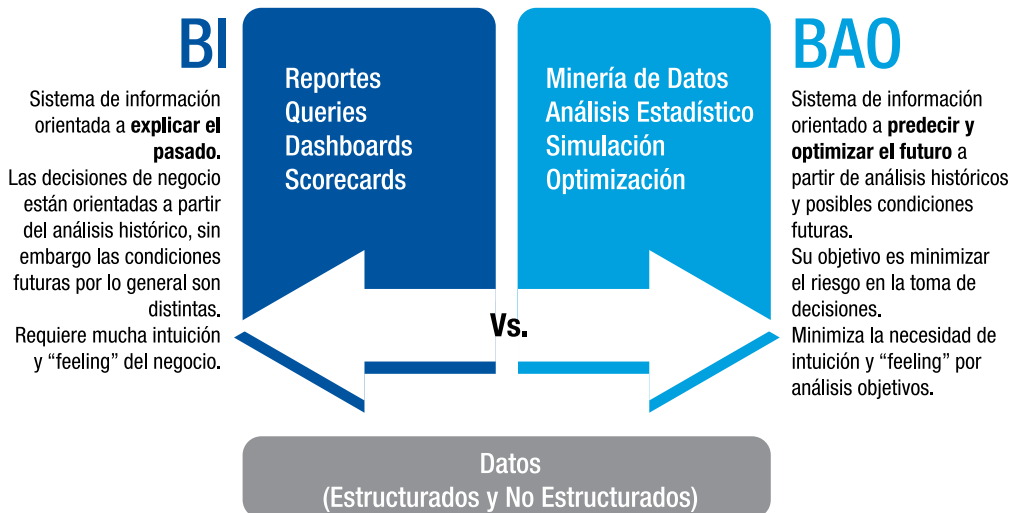 BI
Sistema de información
orientada a explicar el
pasado.
Las decisiones de negocio
están orientadas a partir
del análisis histórico, sin
embargo las condiciones
futuras por lo general son
distintas.
Requiere mucha intuición
y “feeling” del negocio.
Reportes
Queries
Dashboards
Scorecards
Vs.
Minería de Datos
Análisis Estadístico
Simulación
Optimización
BAO
Sistema de información
orientado a predecir y
optimizar el futuro a
partir de análisis históricos
y posibles condiciones
futuras.
Su objetivo es minimizar
el riesgo en la toma de
decisiones.
Minimiza la necesidad de
intuición y “feeling” por
análisis objetivos.
Datos
(Estructurados y No Estructurados)